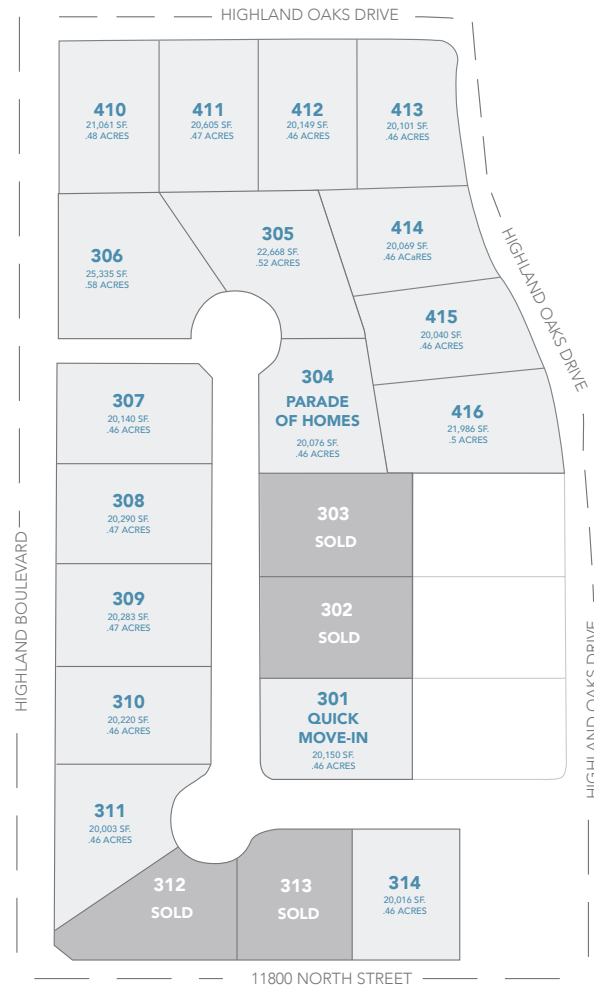 HIGHLAND OAKS DRIVE
410
21,061 SF.
.48 ACRES
411
20,605 SF.
.47 ACRES
412
20,149 SF.
.46 ACRES
413
20,101 SF.
.46 ACRES
306
25,335 SF.
.58 ACRES
305
22,668 SF.
.52 ACRES
414
20,069 SF.
.46 ACaRES
HIGHLAND OAKS DRIVE
415
20,040 SF.
.46 ACRES
307
20,140 SF.
.46 ACRES
304
PARADE
OF HOMES
20,076 SF.
.46 ACRES
416
21,986 SF.
.5 ACRES
308
20,290 SF.
.47 ACRES
303
SOLD
HIGHLAND BOULEVARD
309
20,283 SF.
.47 ACRES
302
SOLD
HIGHLAND OAKS DRIVE
310
20,220 SF.
.46 ACRES
301
QUICK
MOVE-IN
20,150 SF.
.46 ACRES
311
20,003 SF.
.46 ACRES
312
SOLD
313
SOLD
314
20,016 SF.
.46 ACRES
11800 NORTH STREET